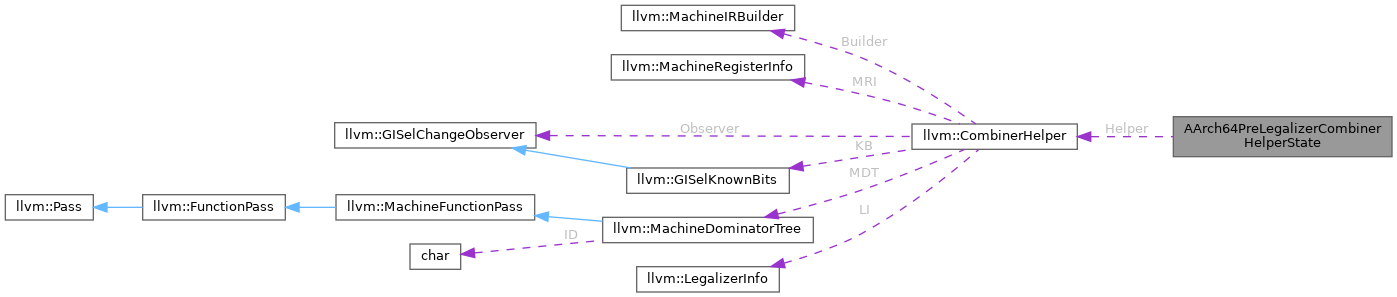 llvm::MachineIRBuilder
Builder
llvm::MachineRegisterInfo
MRI
llvm::GISelChangeObserver
Observer
llvm::CombinerHelper
Helper
AArch64PreLegalizerCombiner
HelperState
KB
llvm::GISelKnownBits
MDT
llvm::Pass
llvm::FunctionPass
llvm::MachineFunctionPass
LI
llvm::MachineDominatorTree
ID
char
llvm::LegalizerInfo